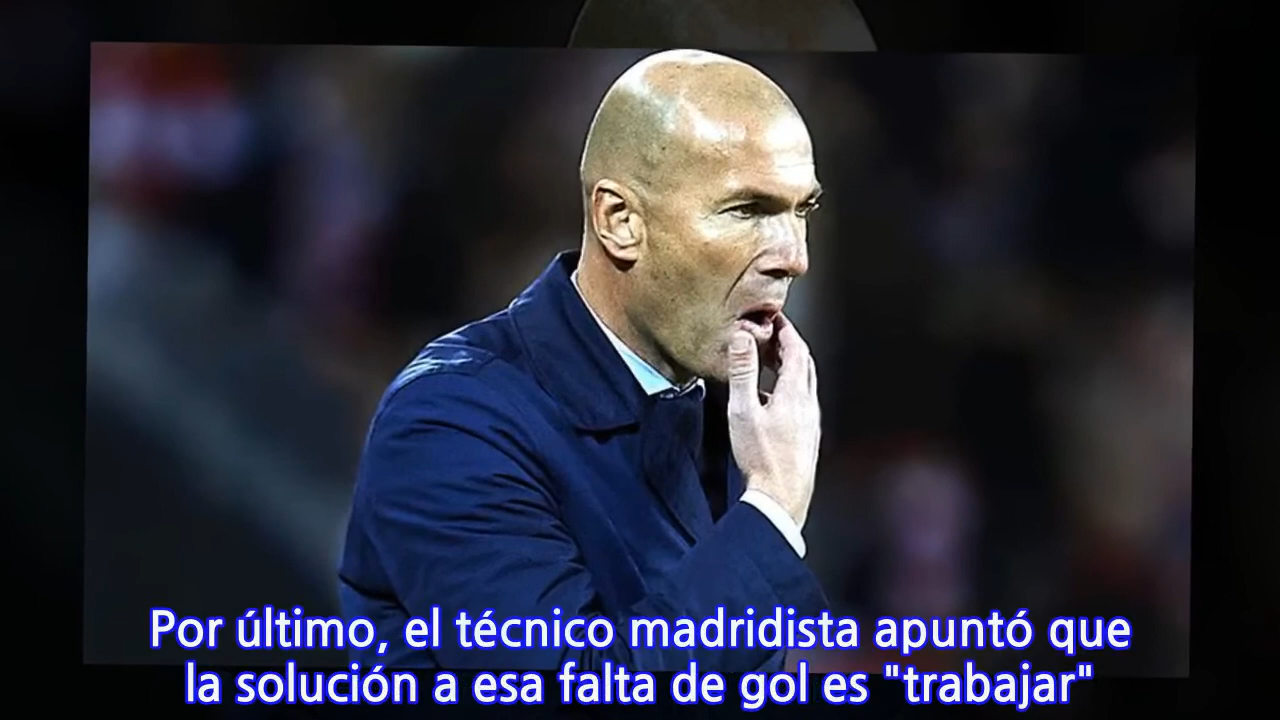 Por último, el técnico madridista apuntó que
la solución a esa falta de gol es "trabajar"